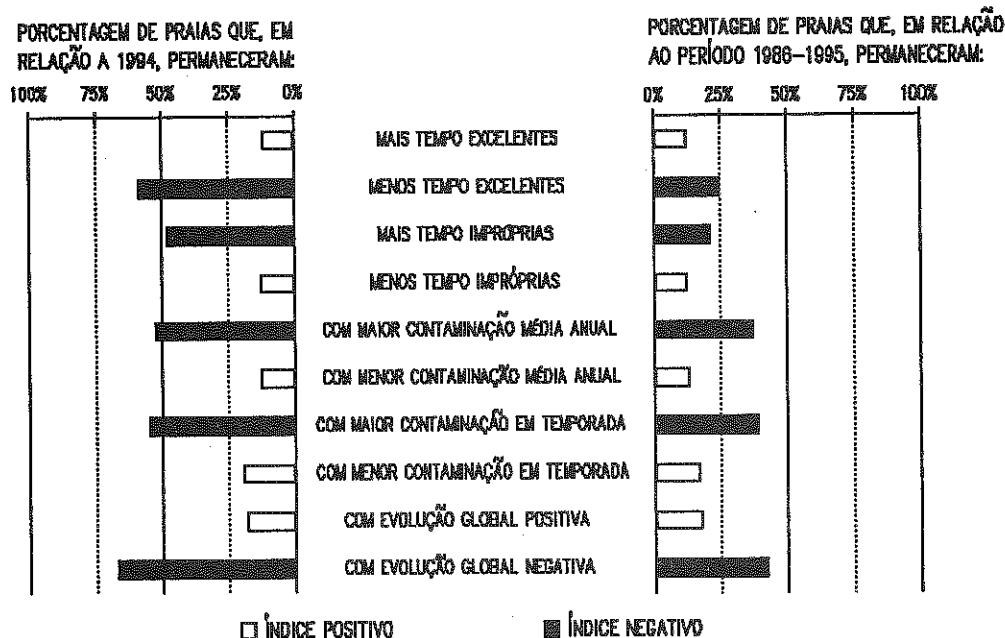 PORCENTAGEM DE PRAIAS QUE, EM
RELAÇÃO A 1994, PERMANECERAM:
PORCENTAGEM DE PRAIAS QUE, EM RELAÇÃO
AO PERÍODO 1986-1995, PERMANECERAM:
100% 75% 50% 25% 0%
0% 25% 50% 75% 100%
MAIS TEMPO EXCELENTES
MENOS TEMPO EXCELENTES
MAIS TEMPO IMPRÓPRIAS
MENOS TEMPO IMPRÓPRIAS
COM MAIOR CONTAMINAÇÃO MÉDIA ANUAL
COM MENOR CONTAMINAÇÃO MÉDIA ANUAL
COM MAIOR CONTAMINAÇÃO EM TEMPORADA
COM MENOR CONTAMINAÇÃO EM TEMPORADA
COM EVOLUÇÃO GLOBAL POSITIVA
COM EVOLUÇÃO GLOBAL NEGATIVA
ÍNDICE POSITIVO
ÍNDICE NEGATIVO